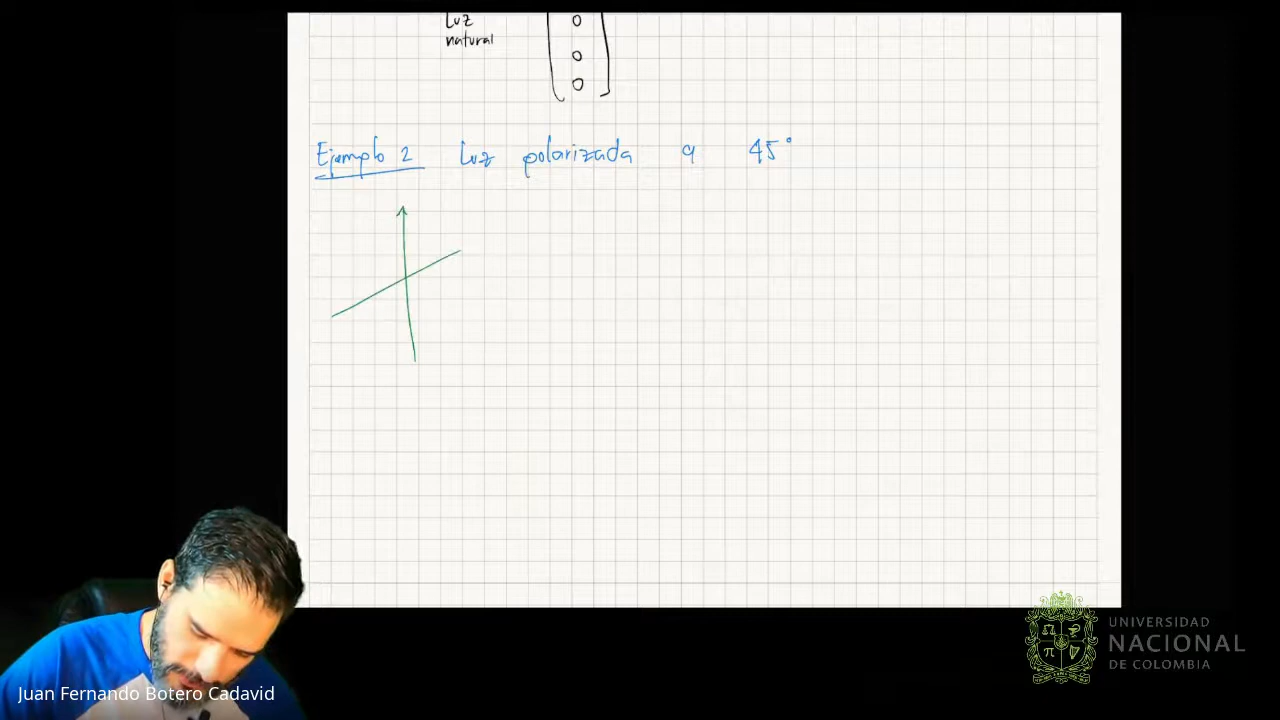 Luz
natural
0
0
0
Ejemplo 2 Luz polarizada a 45°
Juan Fernando Botero Cadavid
UNIVERSIDAD
NACIONAL
DE COLOMBIA